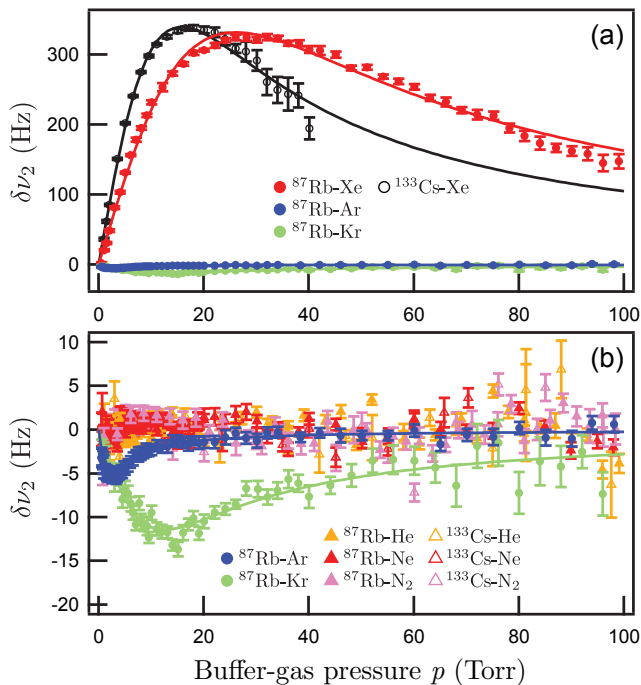 (a)
300
200
100
0
δν₂ (Hz)
⁸⁷Rb-Xe ¹³³Cs-Xe
⁸⁷Rb-Ar
⁸⁷Rb-Kr
0 20 40 60 80 100
(b)
10
5
0
-5
-10
-15
-20
δν₂ (Hz)
⁸⁷Rb-He ¹³³Cs-He
⁸⁷Rb-Ar ⁸⁷Rb-Ne ¹³³Cs-Ne
⁸⁷Rb-Kr ⁸⁷Rb-N₂ ¹³³Cs-N₂
0 20 40 60 80 100
Buffer-gas pressure p (Torr)